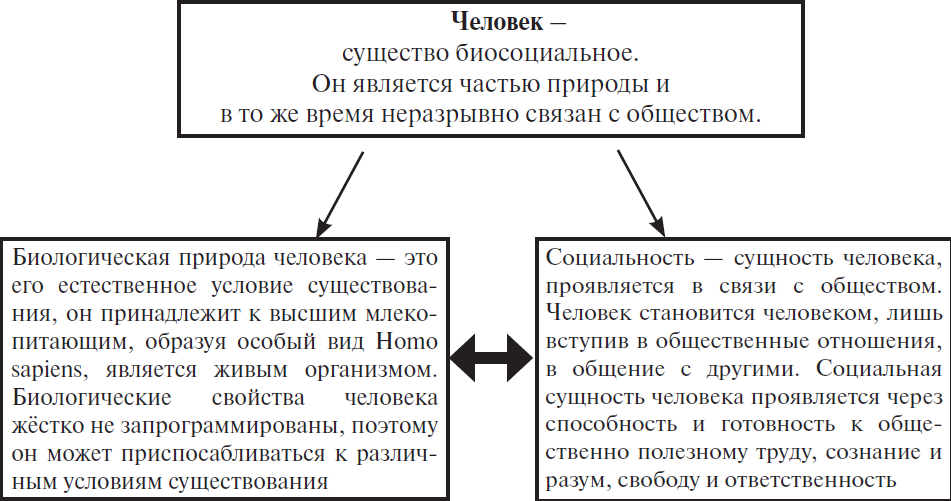 Человек –
существо биосоциальное.
Он является частью природы и
в то же время неразрывно связан с обществом.
Биологическая природа человека — это
его естественное условие существова-
ния, он принадлежит к высшим млеко-
питающим, образуя особый вид Homo
sapiens, является живым организмом.
Биологические свойства человека
жёстко не запрограммированы, поэтому
он может приспосабливаться к различ-
ным условиям существования
Социальность — сущность человека,
проявляется в связи с обществом.
Человек становится человеком, лишь
вступив в общественные отношения,
в общение с другими. Социальная
сущность человека проявляется через
способность и готовность к обще-
ственно полезному труду, сознание и
разум, свободу и ответственность